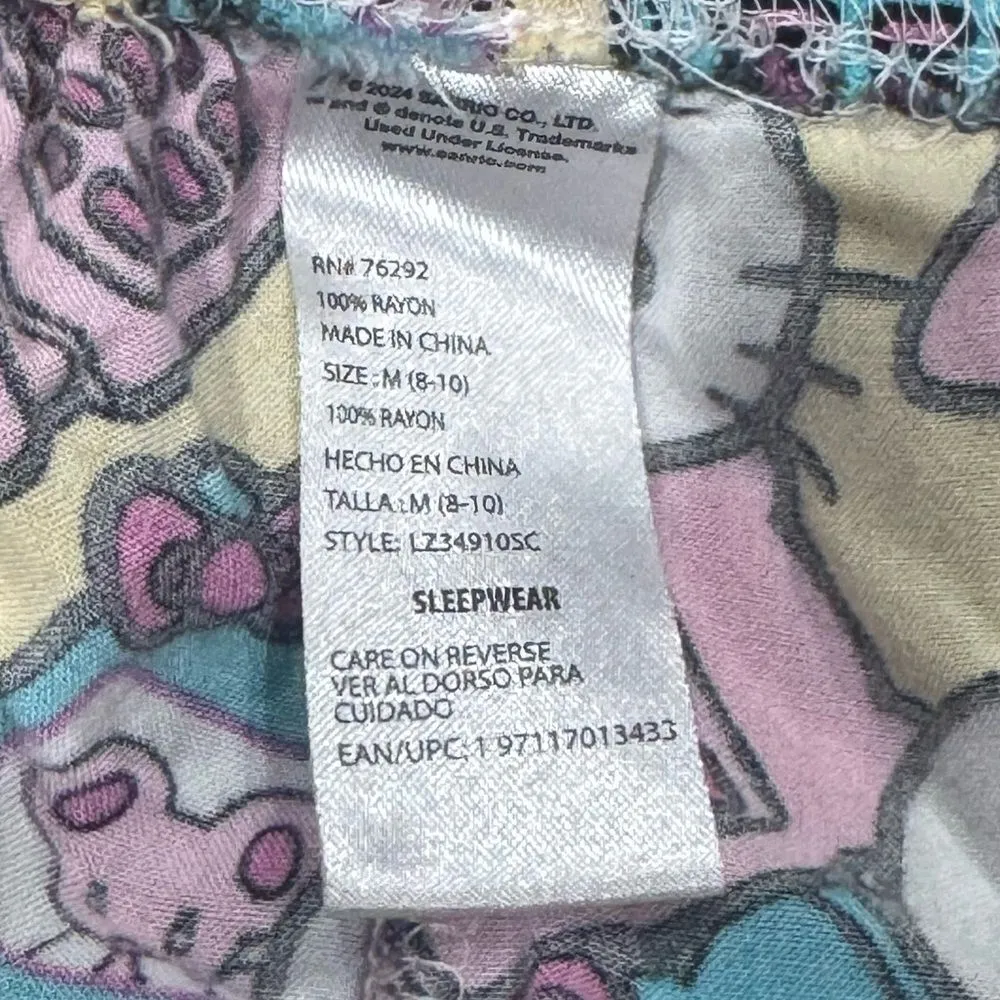 © 2024 SANRIO CO., LTD.
™ and ® denote U.S. Trademarks
Used Under License.
www.sanrio.com
RN# 76292
100% RAYON
MADE IN CHINA
SIZE: M (8-10)
100% RAYON
HECHO EN CHINA
TALLA: M (8-10)
STYLE: LZ34910SC
SLEEPWEAR
CARE ON REVERSE
VER AL DORSO PARA
CUIDADO
EAN/UPC: 1 97117013433